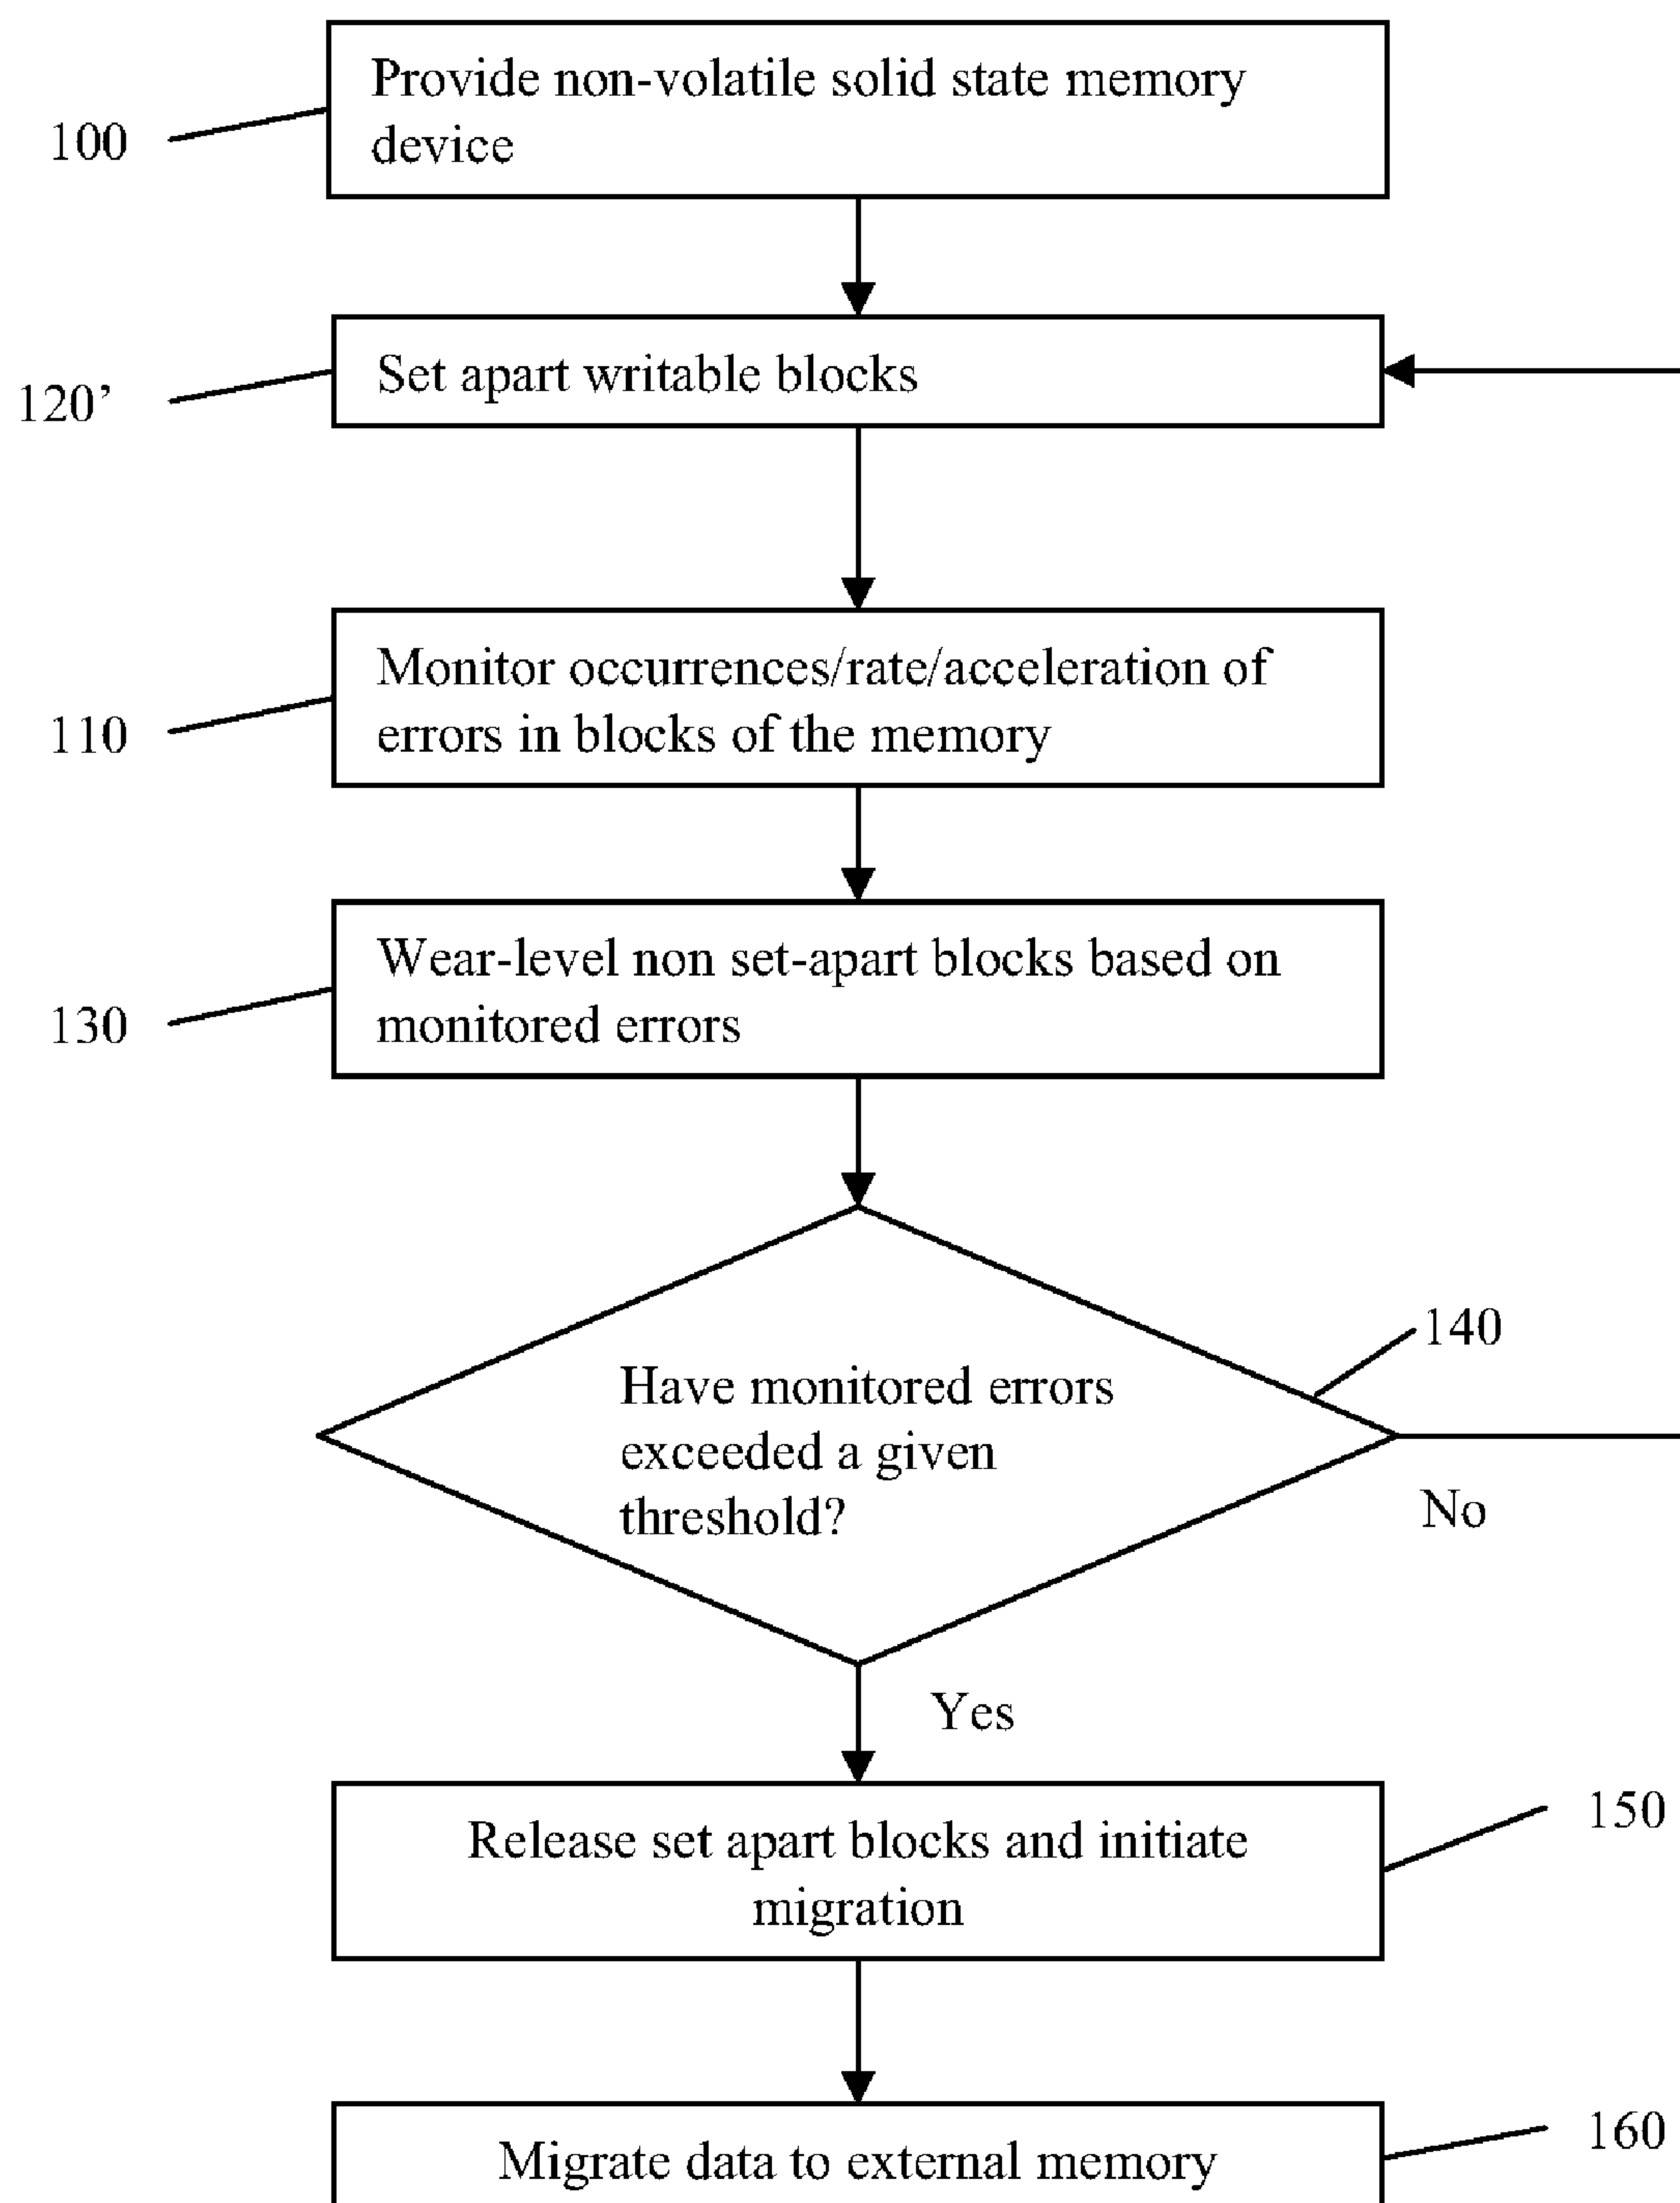 Provide non-volatile solid state memory
device
100
Set apart writable blocks
120’
Monitor occurrences/rate/acceleration of
errors in blocks of the memory
110
Wear-level non set-apart blocks based on
monitored errors
130
140
Have monitored errors
exceeded a given
threshold?
No
Yes
150
Release set apart blocks and initiate
migration
160
Migrate data to external memory